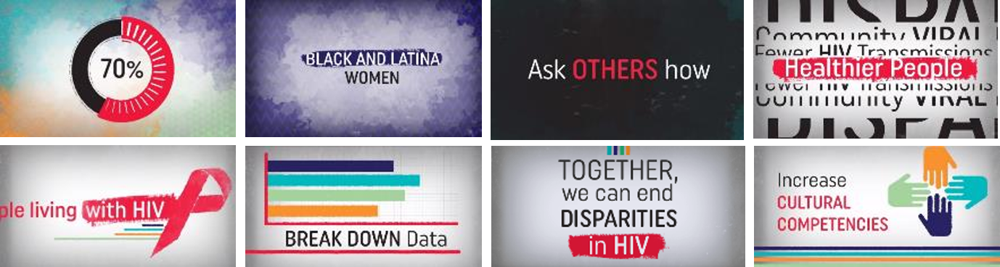 70%
BLACK AND LATINA
WOMEN
Ask OTHERS how
Community VIRAL
Fewer HIV Transmissions
Healthier People
Fewer HIV Transmissions
Community VIRAL
DISPA
ple living with HIV
BREAK DOWN Data
TOGETHER,
we can end
DISPARITIES
in HIV
Increase
CULTURAL
COMPETENCIES